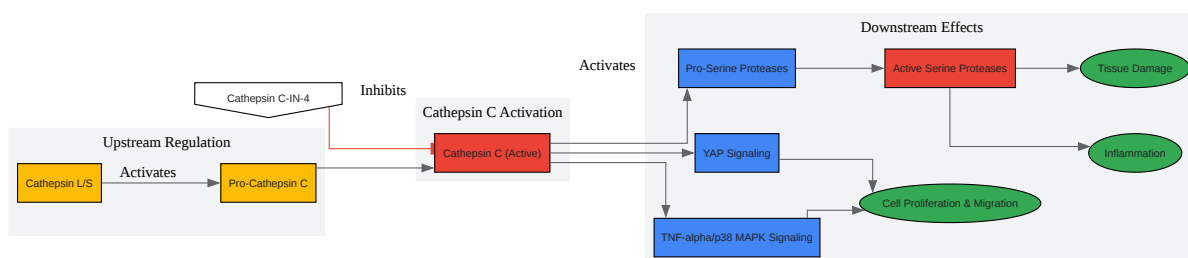 Downstream Effects
Activates
Pro-Serine Proteases
Active Serine Proteases
Tissue Damage
Cathepsin C-IN-4
Inhibits
Cathepsin C Activation
Upstream Regulation
Cathepsin C (Active)
YAP Signaling
Inflammation
Activates
Cathepsin L/S
Pro-Cathepsin C
Cell Proliferation & Migration
TNF-alpha/p38 MAPK Signaling